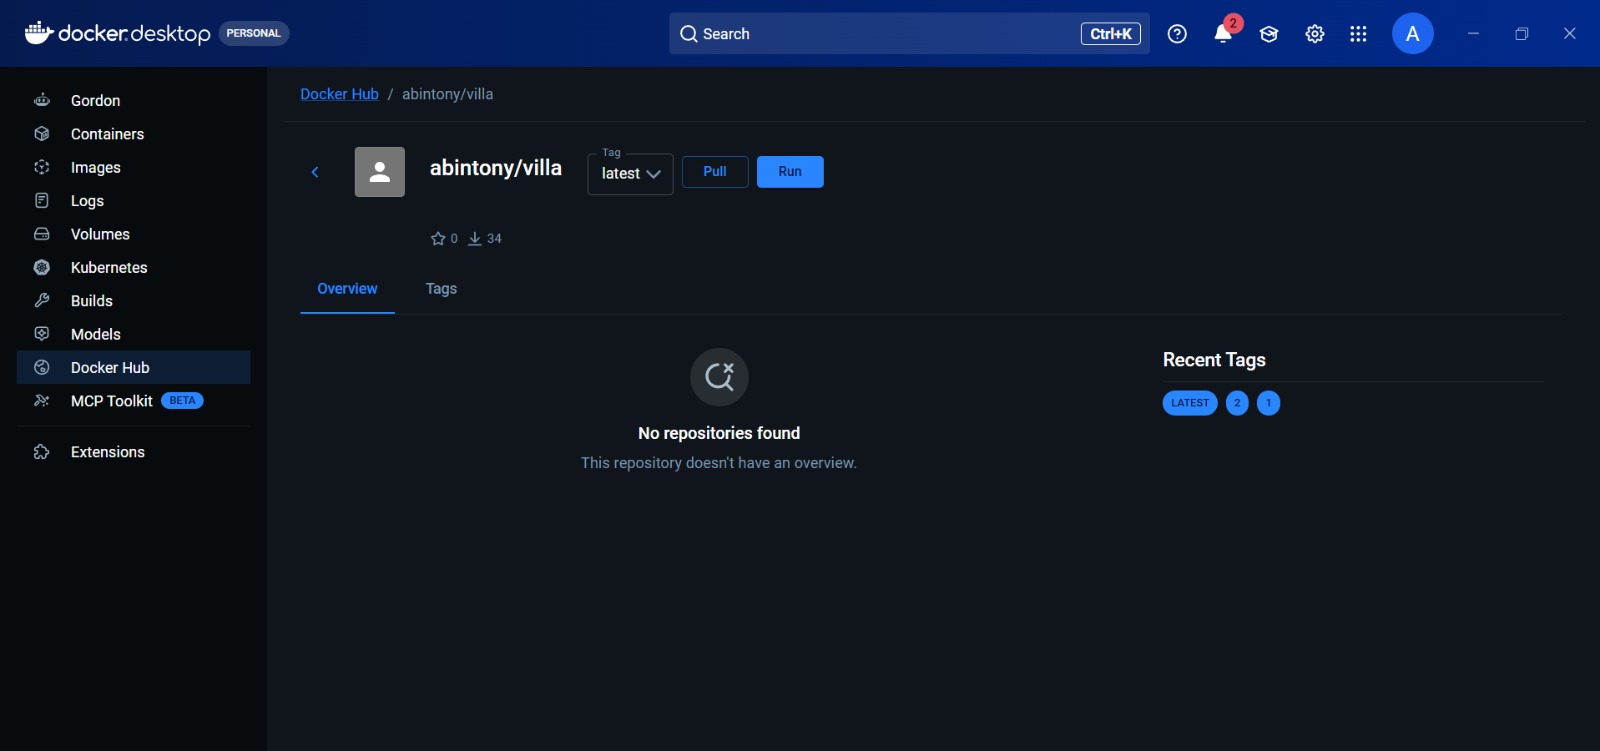 docker.desktop PERSONAL
Search Ctrl+K
2
A
Gordon
Containers
Images
Logs
Volumes
Kubernetes
Builds
Models
Docker Hub
MCP Toolkit BETA
Extensions
Docker Hub / abintony/villa
abintony/villa
Tag
latest
Pull
Run
0 34
Overview Tags
No repositories found
This repository doesn't have an overview.
Recent Tags
LATEST 2 1